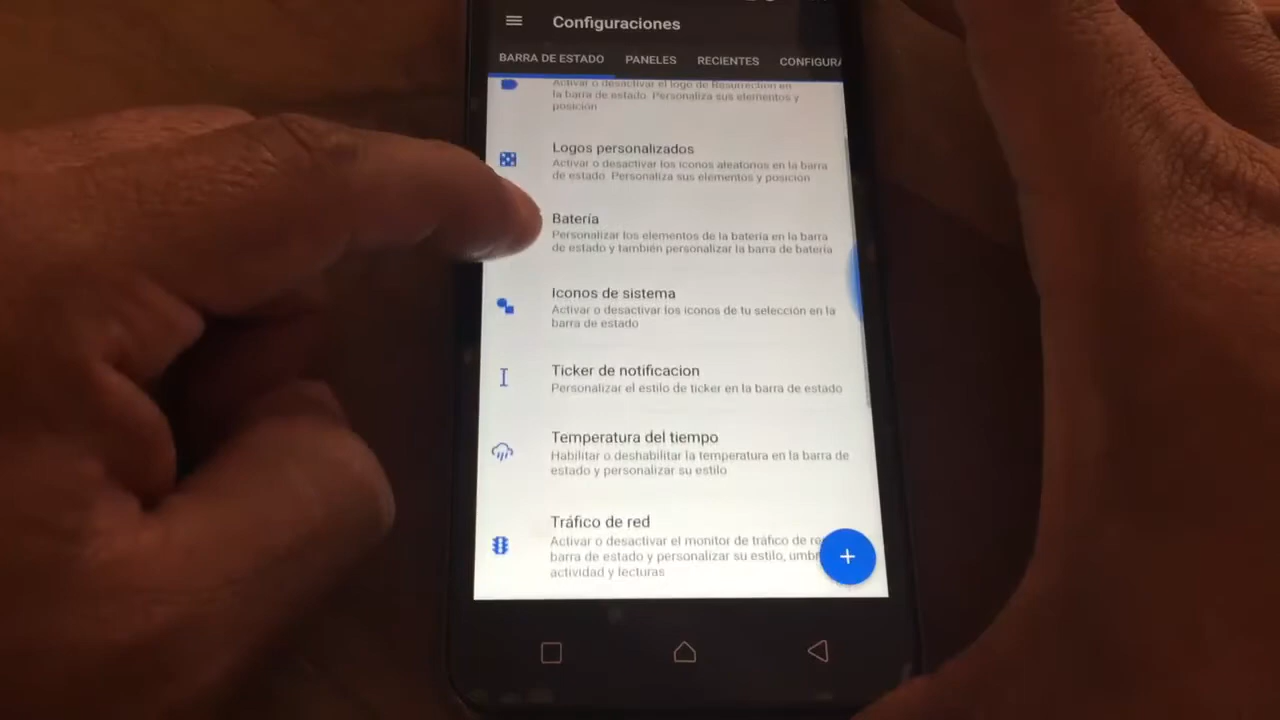 Configuraciones
BARRA DE ESTADO PANELES RECIENTES CONFIGURA
Activar o desactivar el logo de Resurrection en
la barra de estado. Personaliza sus elementos y
posición
Logos personalizados
Activar o desactivar los iconos aleatorios en la barra
de estado. Personaliza sus elementos y posición
Batería
Personalizar los elementos de la batería en la barra
de estado y también personalizar la barra de batería
Iconos de sistema
Activar o desactivar los iconos de tu selección en la
barra de estado
Ticker de notificacion
Personalizar el estilo de ticker en la barra de estado
Temperatura del tiempo
Habilitar o deshabilitar la temperatura en la barra de
estado y personalizar su estilo
Tráfico de red
Activar o desactivar el monitor de tráfico de re
barra de estado y personalizar su estilo, umb
actividad y lecturas